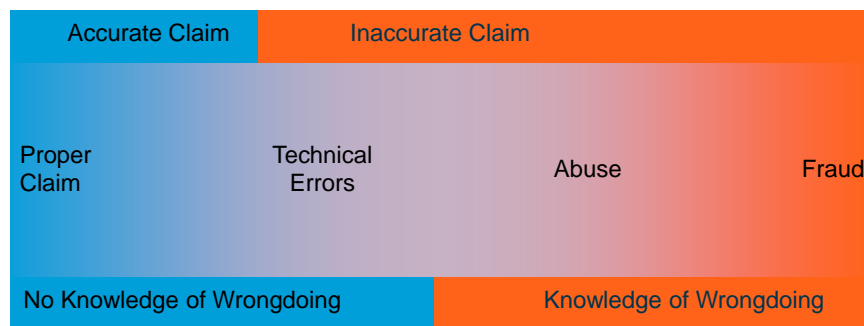 Accurate Claim
Inaccurate Claim
Proper
Claim
Technical
Errors
Abuse
Fraud
No Knowledge of Wrongdoing
Knowledge of Wrongdoing